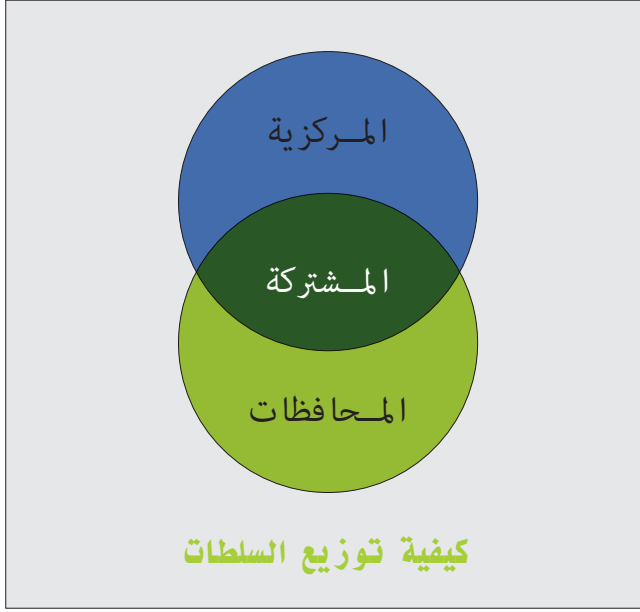 المركزية
المشتركة
المحافظات
كيفية توزيع السلطات